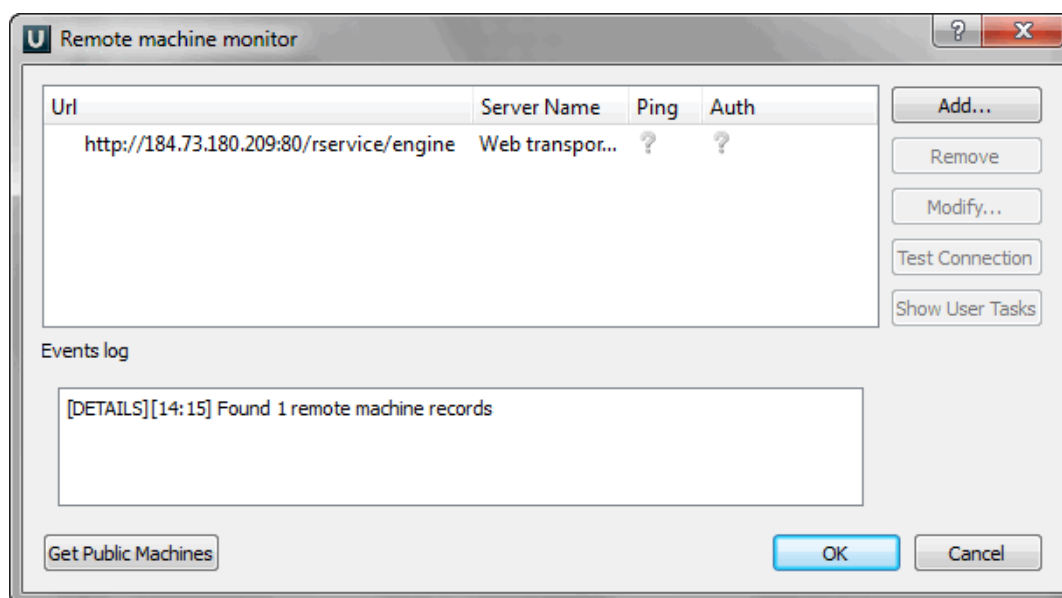 U Remote machine monitor
? X
Url Server Name Ping Auth
http://184.73.180.209:80/rservice/engine Web transpor... ? ?
Add...
Remove
Modify...
Test Connection
Show User Tasks
Events log
[DETAILS][14:15] Found 1 remote machine records
Get Public Machines
OK Cancel